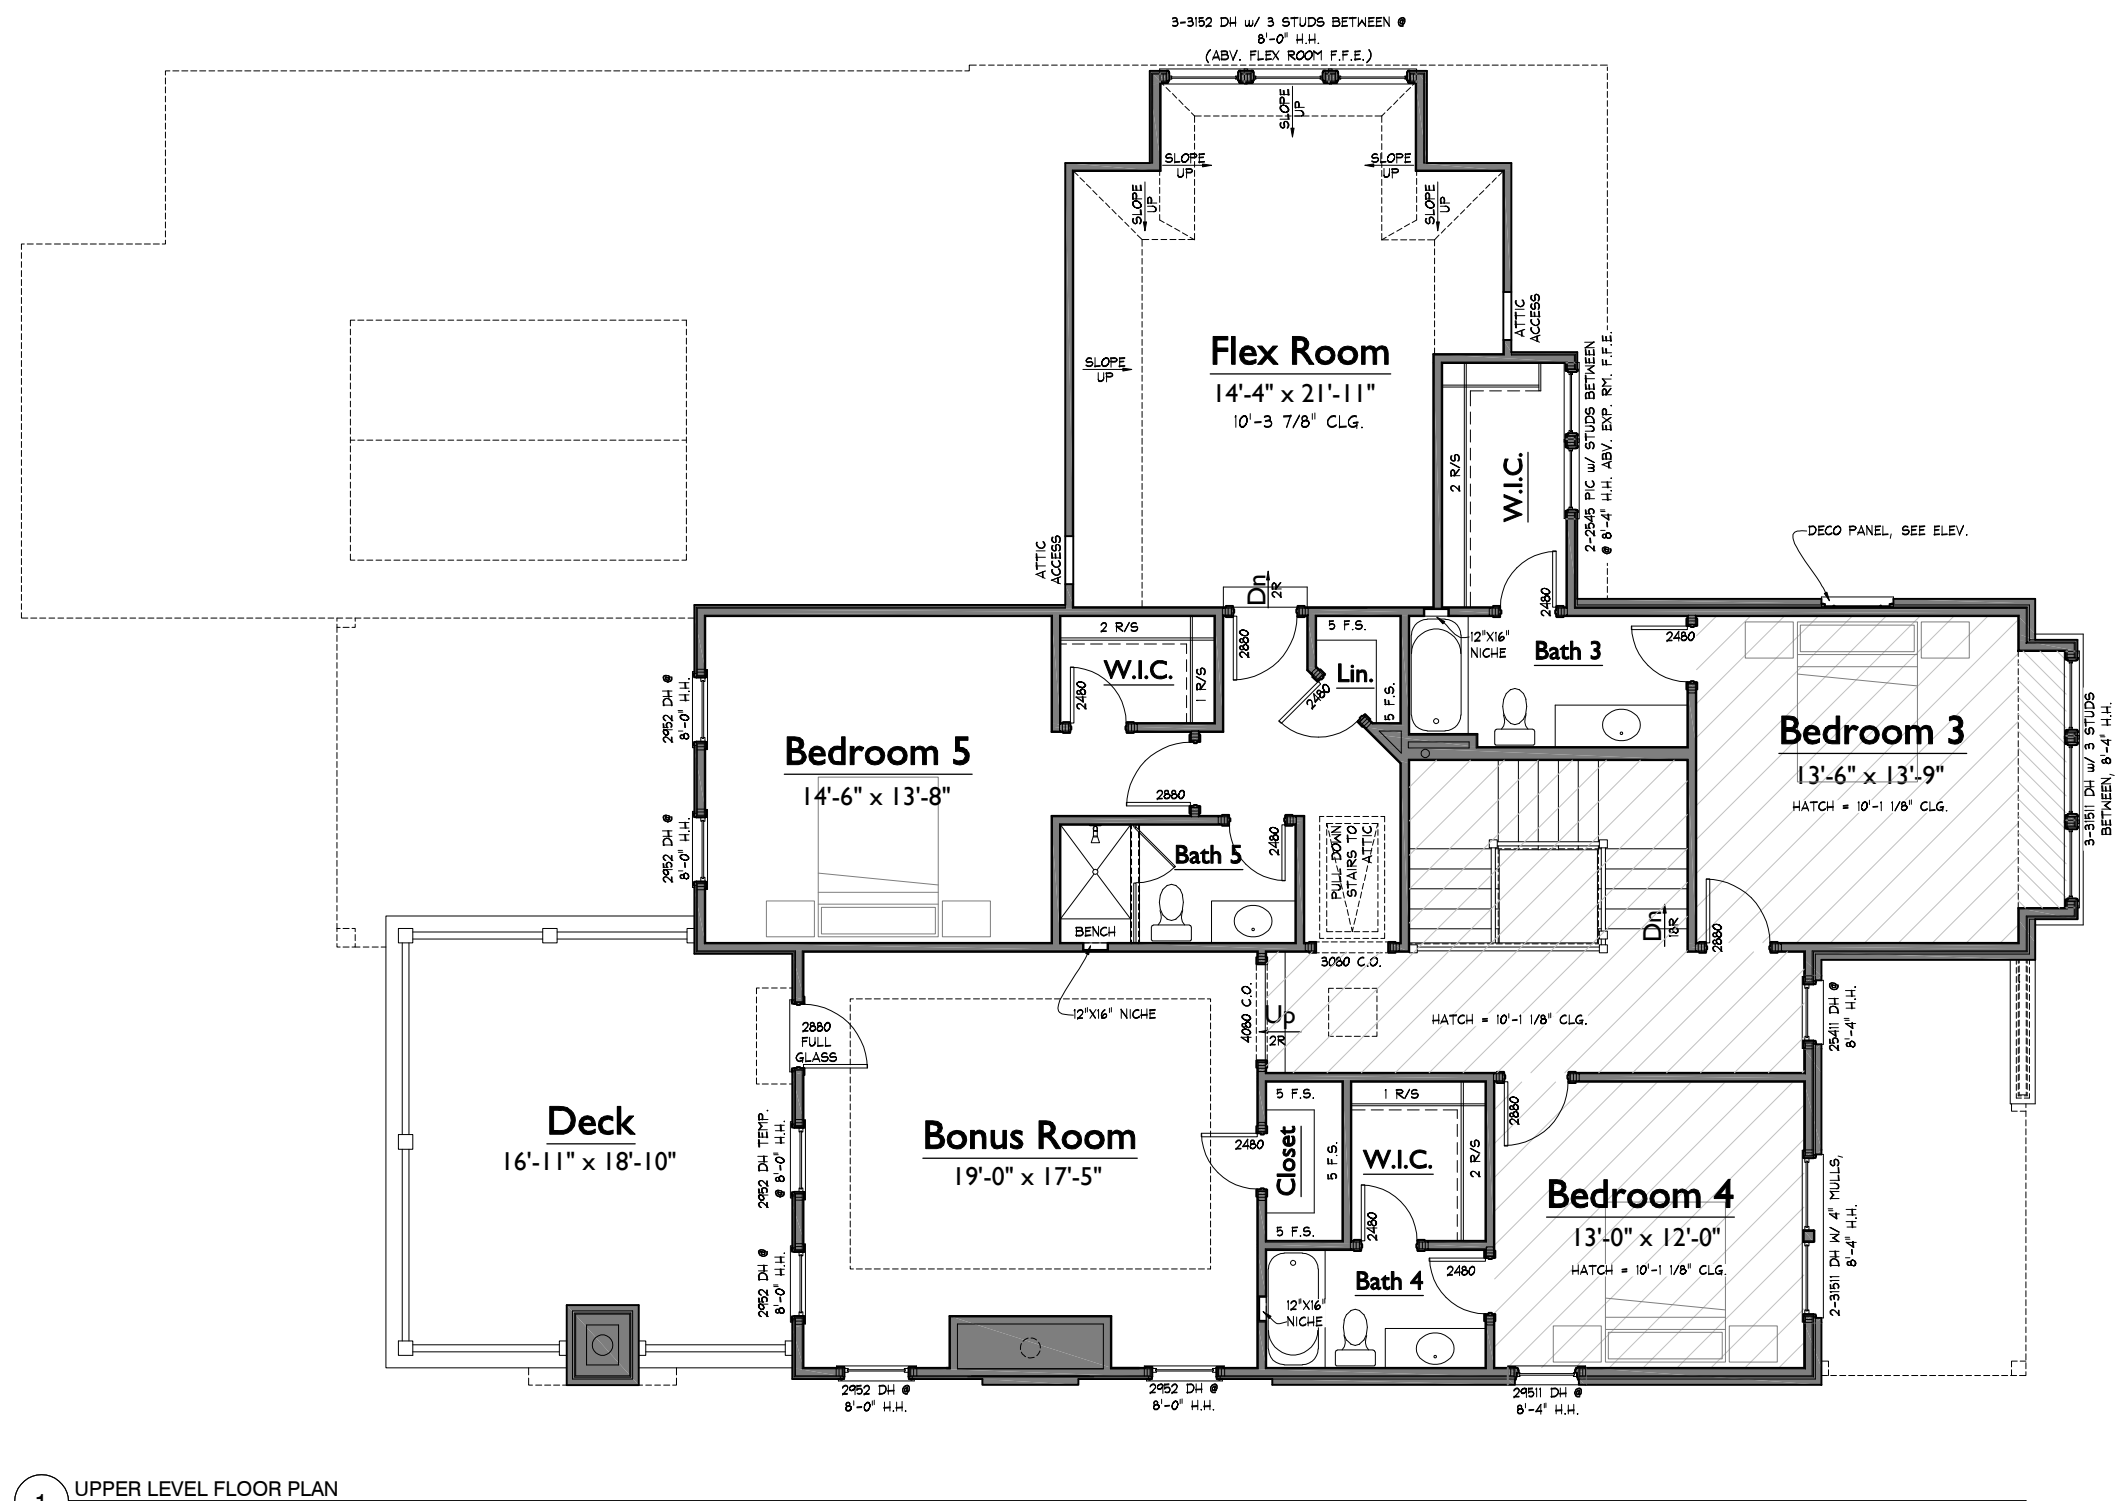 3-3152 DH w/ 3 STUDS BETWEEN @
8'-0" H.H.
(ABV. FLEX ROOM F.F.E.)
SLOPE
UP
SLOPE
UP
SLOPE
UP
SLOPE
UP
SLOPE
UP
ATTIC
ACCESS
Flex Room
14'-4" x 21'-11"
10'-3 7/8" CLG.
SLOPE
UP
2-2545 PIC w/ STUDS BETWEEN
@ 8'-4" H.H. ABV. EXP. RM. F.F.E.
2 R/S
W.I.C.
ATTIC
ACCESS
DECO PANEL, SEE ELEV.
Dn
2R
2480
2 R/S
W.I.C.
1 R/S
2480
2880
5 F.S.
Lin.
2480
5 F.S.
12"X16"
NICHE
Bath 3
2480
2952 DH @
8'-0" H.H.
Bedroom 5
14'-6" x 13'-8"
Bedroom 3
13'-6" x 13'-9"
HATCH = 10'-1 1/8" CLG.
3-31511 DH w/ 3 STUDS
BETWEEN, 8'-4" H.H.
2880
2952 DH @
8'-0" H.H.
Bath 5
2480
PULL-DOWN
STAIRS TO
ATTIC
BENCH
Dn
18R
2880
3080 C.O.
12"X16" NICHE
4080 C.O.
Up
2R
HATCH = 10'-1 1/8" CLG.
25411 DH @
8'-4" H.H.
2880
FULL
GLASS
Deck
16'-11" x 18'-10"
2952 DH TEMP.
@ 8'-0" H.H.
Bonus Room
19'-0" x 17'-5"
2480
5 F.S.
Closet
5 F.S.
5 F.S.
1 R/S
W.I.C.
2 R/S
2480
2880
Bedroom 4
13'-0" x 12'-0"
HATCH = 10'-1 1/8" CLG.
2-31511 DH W/ 4" MULLS,
8'-4" H.H.
2952 DH @
8'-0" H.H.
Bath 4
2480
12"X16"
NICHE
2952 DH @
8'-0" H.H.
2952 DH @
8'-0" H.H.
29511 DH @
8'-4" H.H.
1
UPPER LEVEL FLOOR PLAN